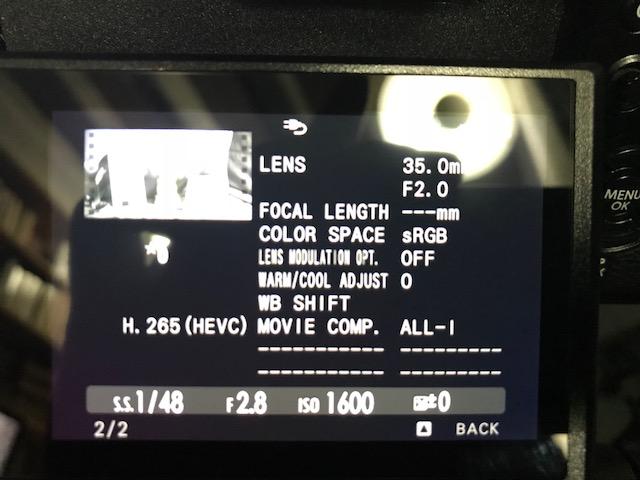 LENS 35.0m
F2.0
FOCAL LENGTH ---mm
COLOR SPACE sRGB
LENS MODULATION OPT. OFF
WARM/COOL ADJUST 0
WB SHIFT
H.265(HEVC) MOVIE COMP. ALL-I
----------- ---------
----------- ---------
S.S.1/48 F2.8 ISO 1600 ±0
2/2 BACK
MENU
OK